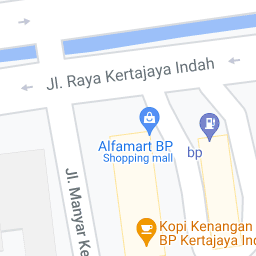 Jl. Raya Kertajaya Indah
Alfamart BP
Shopping mall
bp
Jl. Manyar Ke
Kopi Kenangan
BP Kertajaya Ind